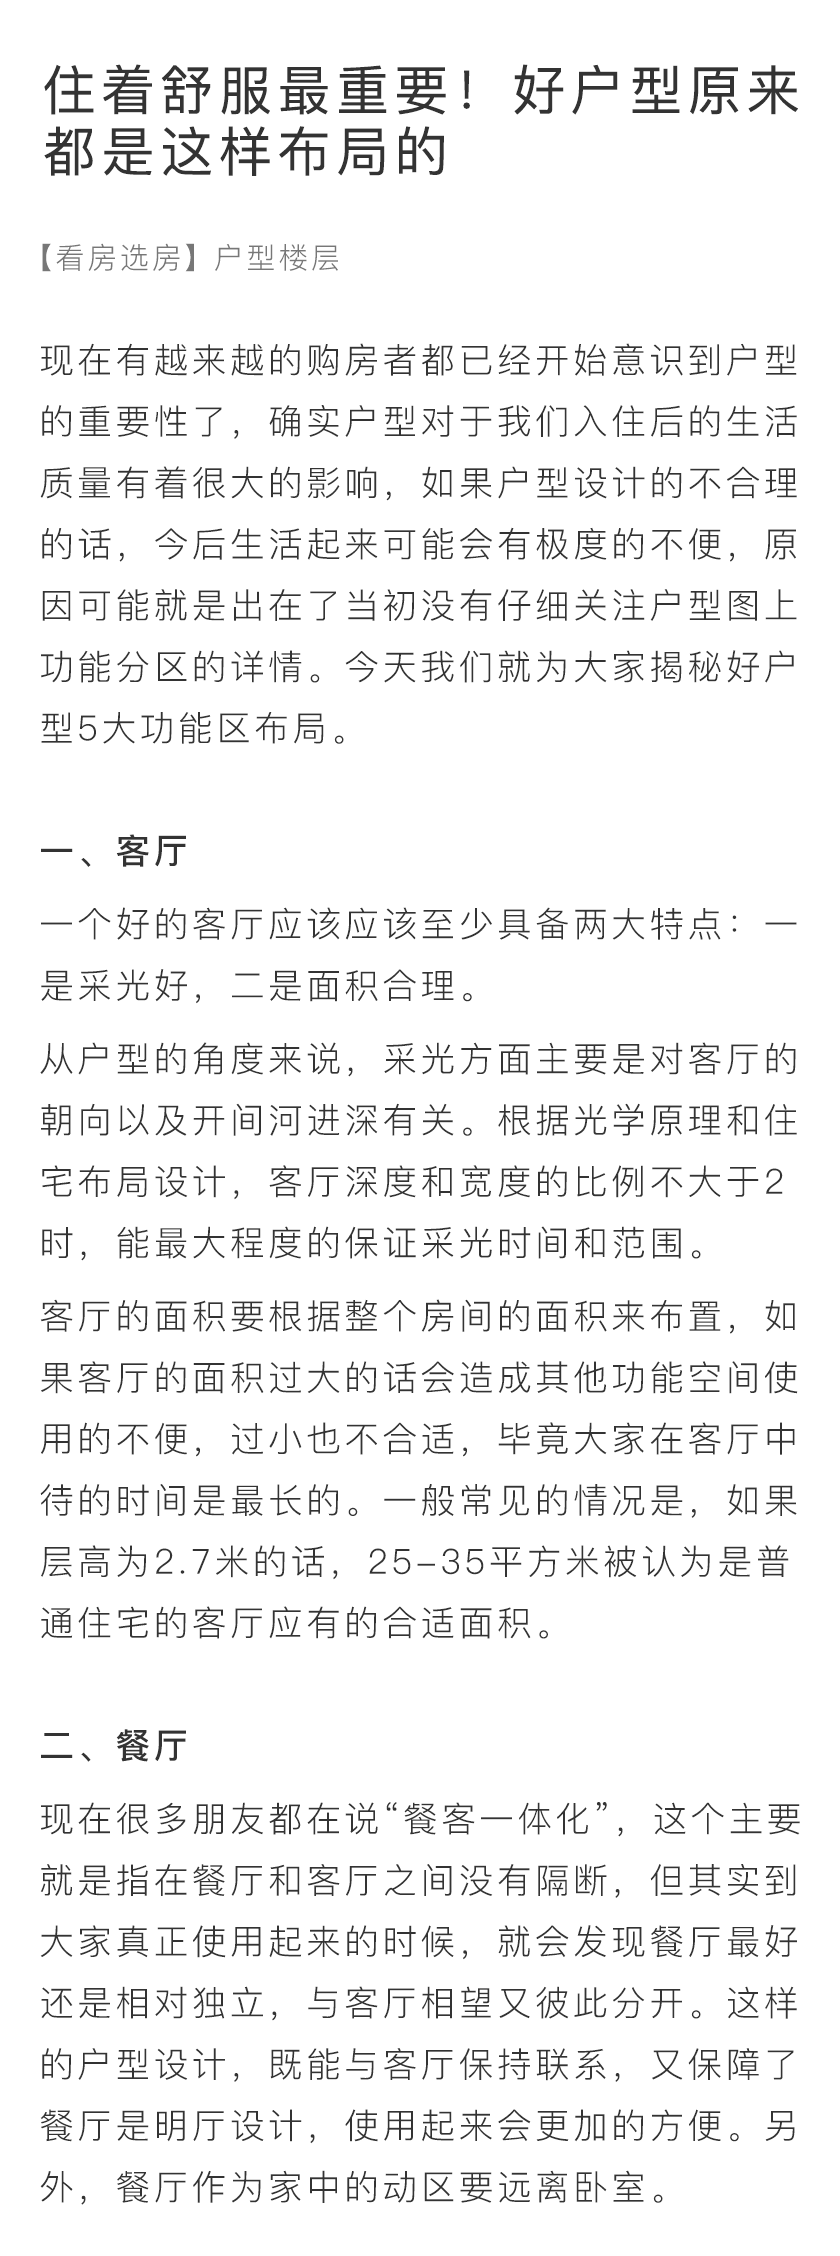 住着舒服最重要！好户型原来
都是这样布局的
【看房选房】户型楼层
现在有越来越的购房者都已经开始意识到户型
的重要性了，确实户型对于我们入住后的生活
质量有着很大的影响，如果户型设计的不合理
的话，今后生活起来可能会有极度的不便，原
因可能就是出在了当初没有仔细关注户型图上
功能分区的详情。今天我们就为大家揭秘好户
型5大功能区布局。
一、客厅
一个好的客厅应该应该至少具备两大特点：一
是采光好，二是面积合理。
从户型的角度来说，采光方面主要是对客厅的
朝向以及开间河进深有关。根据光学原理和住
宅布局设计，客厅深度和宽度的比例不大于2
时，能最大程度的保证采光时间和范围。
客厅的面积要根据整个房间的面积来布置，如
果客厅的面积过大的话会造成其他功能空间使
用的不便，过小也不合适，毕竟大家在客厅中
待的时间是最长的。一般常见的情况是，如果
层高为2.7米的话，25–35平方米被认为是普
通住宅的客厅应有的合适面积。
二、餐厅
现在很多朋友都在说“餐客一体化”，这个主要
就是指在餐厅和客厅之间没有隔断，但其实到
大家真正使用起来的时候，就会发现餐厅最好
还是相对独立，与客厅相望又彼此分开。这样
的户型设计，既能与客厅保持联系，又保障了
餐厅是明厅设计，使用起来会更加的方便。另
外，餐厅作为家中的动区要远离卧室。